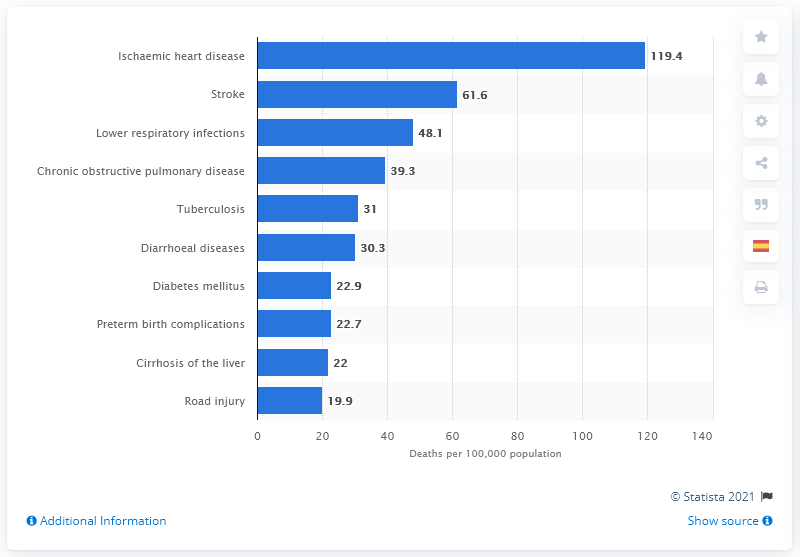 Ischaemic heart disease 119.4
Stroke 61.6
Lower respiratory infections 48.1
Chronic obstructive pulmonary disease 39.3
Tuberculosis 31
Diarrhoeal diseases 30.3
Diabetes mellitus 22.9
Preterm birth complications 22.7
Cirrhosis of the liver 22
Road injury 19.9
0 20 40 60 80 100 120 140
Deaths per 100,000 population
© Statista 2021
Additional Information
Show source